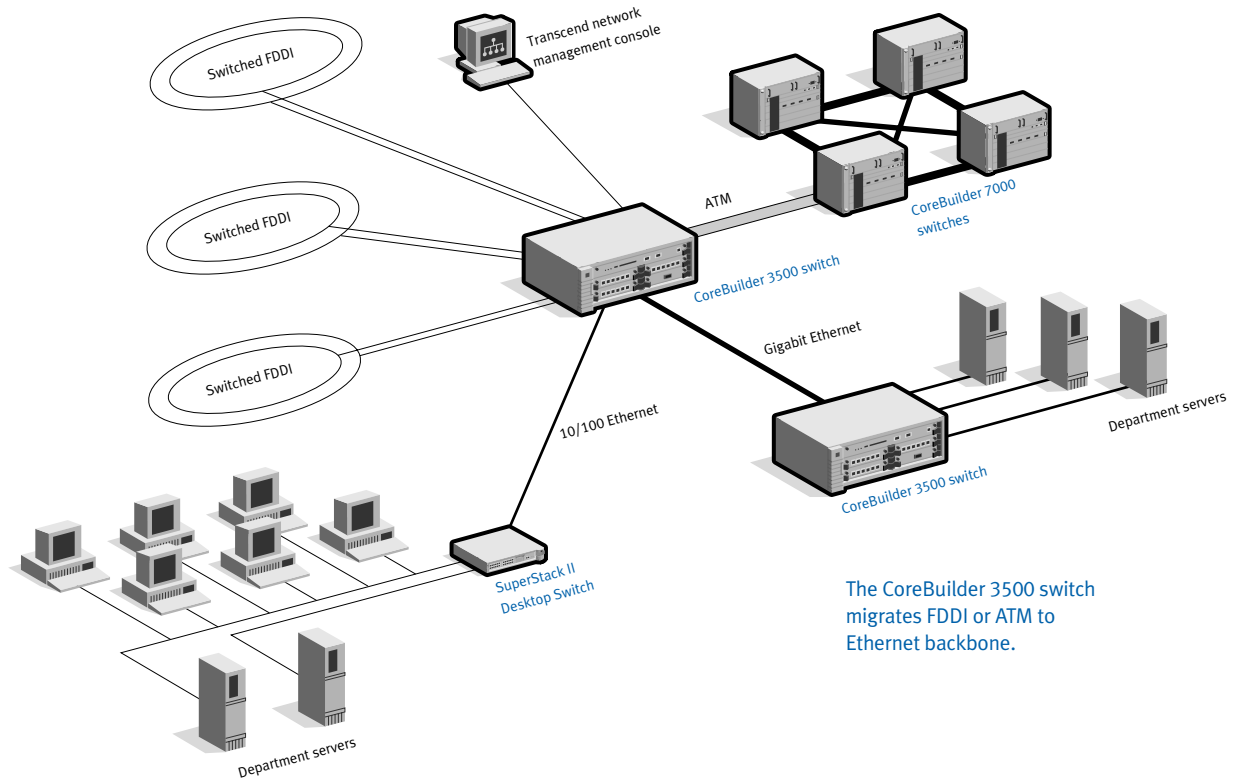 Switched FDDI
Transcend network
management console
ATM
CoreBuilder 7000
switches
Switched FDDI
CoreBuilder 3500 switch
Gigabit Ethernet
Switched FDDI
10/100 Ethernet
Department servers
CoreBuilder 3500 switch
SuperStack II
Desktop Switch
The CoreBuilder 3500 switch
migrates FDDI or ATM to
Ethernet backbone.
Department servers